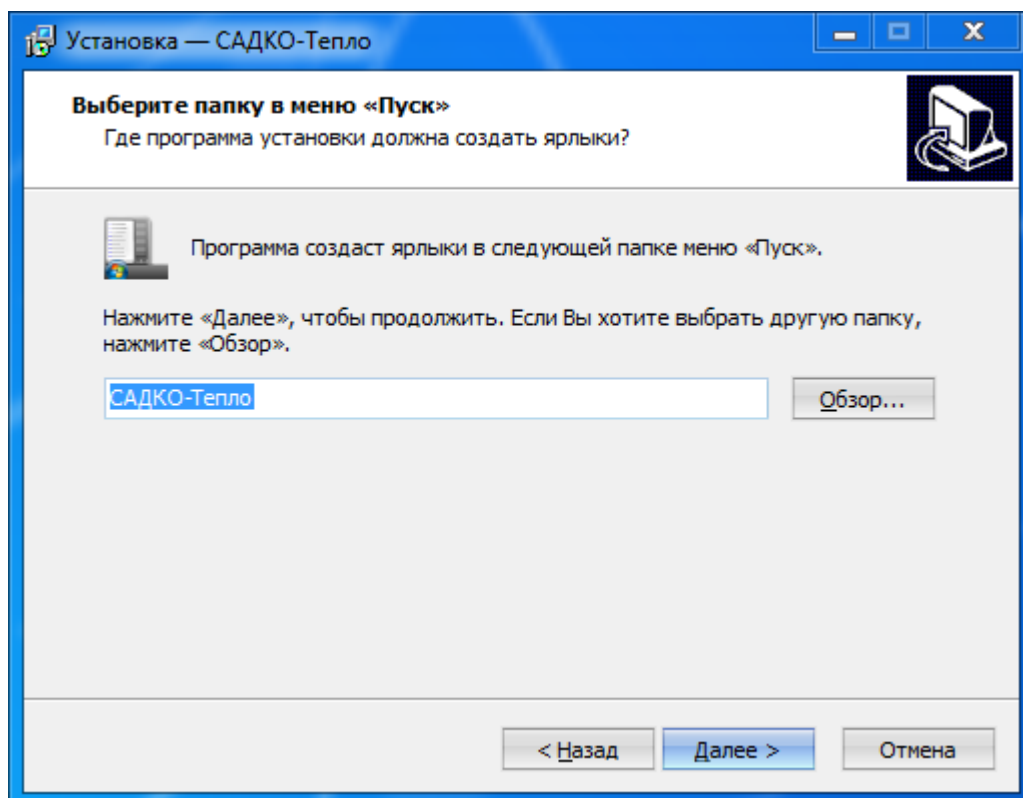 Установка — САДКО-Тепло
Выберите папку в меню «Пуск»
Где программа установки должна создать ярлыки?
Программа создаст ярлыки в следующей папке меню «Пуск».
Нажмите «Далее», чтобы продолжить. Если Вы хотите выбрать другую папку,
нажмите «Обзор».
САДКО-Тепло
Обзор...
< Назад
Далее >
Отмена